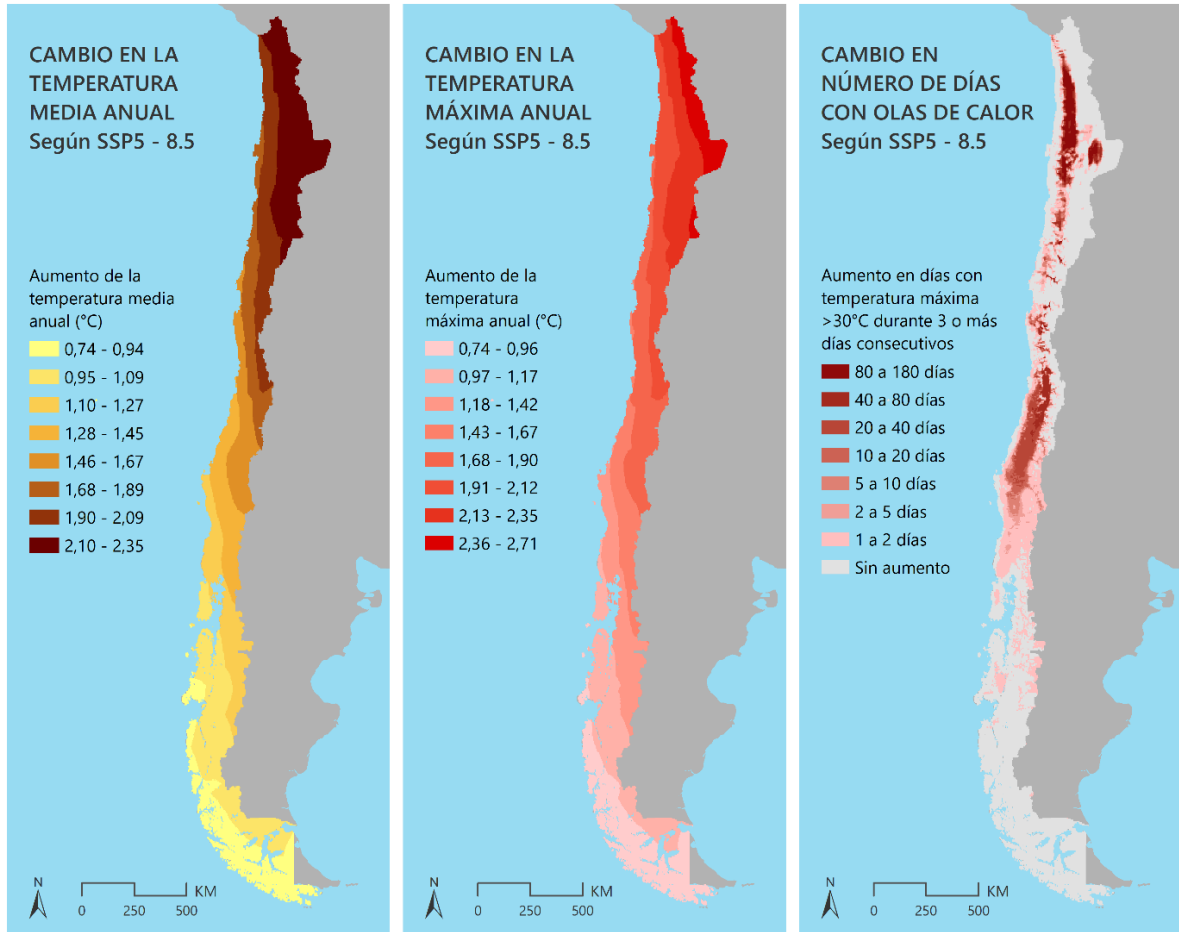 CAMBIO EN LA
TEMPERATURA
MEDIA ANUAL
Según SSP5 - 8.5
Aumento de la
temperatura media
anual (°C)
0,74 - 0,94
0,95 - 1,09
1,10 - 1,27
1,28 - 1,45
1,46 - 1,67
1,68 - 1,89
1,90 - 2,09
2,10 - 2,35
N
KM
0 250 500
CAMBIO EN LA
TEMPERATURA
MÁXIMA ANUAL
Según SSP5 - 8.5
Aumento de la
temperatura
máxima anual (°C)
0,74 - 0,96
0,97 - 1,17
1,18 - 1,42
1,43 - 1,67
1,68 - 1,90
1,91 - 2,12
2,13 - 2,35
2,36 - 2,71
N
KM
0 250 500
CAMBIO EN
NÚMERO DE DÍAS
CON OLAS DE CALOR
Según SSP5 - 8.5
Aumento en días con
temperatura máxima
>30°C durante 3 o más
días consecutivos
80 a 180 días
40 a 80 días
20 a 40 días
10 a 20 días
5 a 10 días
2 a 5 días
1 a 2 días
Sin aumento
N
KM
0 250 500